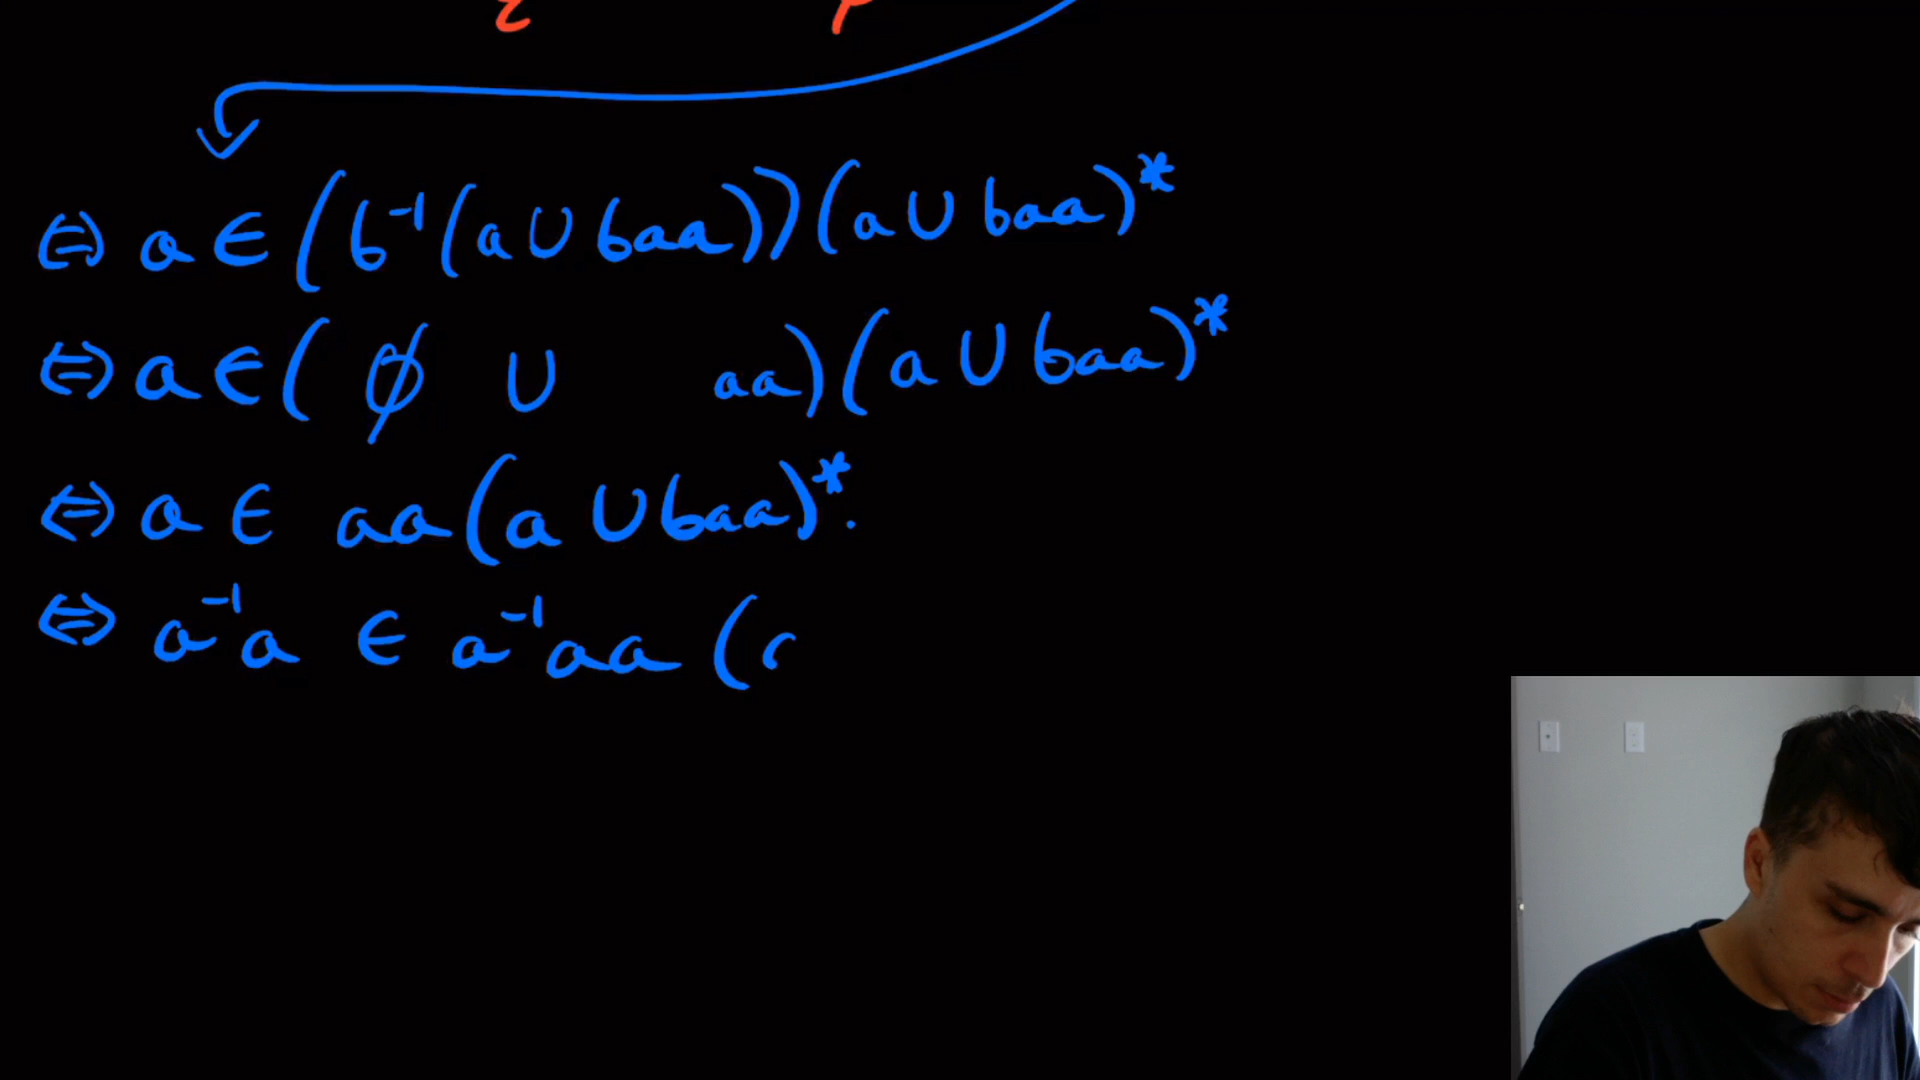 ⇔ a ∈ (b⁻¹(a ∪ baa))(a ∪ baa)*
⇔ a ∈ ( ∅ ∪ aa)(a ∪ baa)*
⇔ a ∈ aa(a ∪ baa)*.
⇔ a⁻¹a ∈ a⁻¹aa (